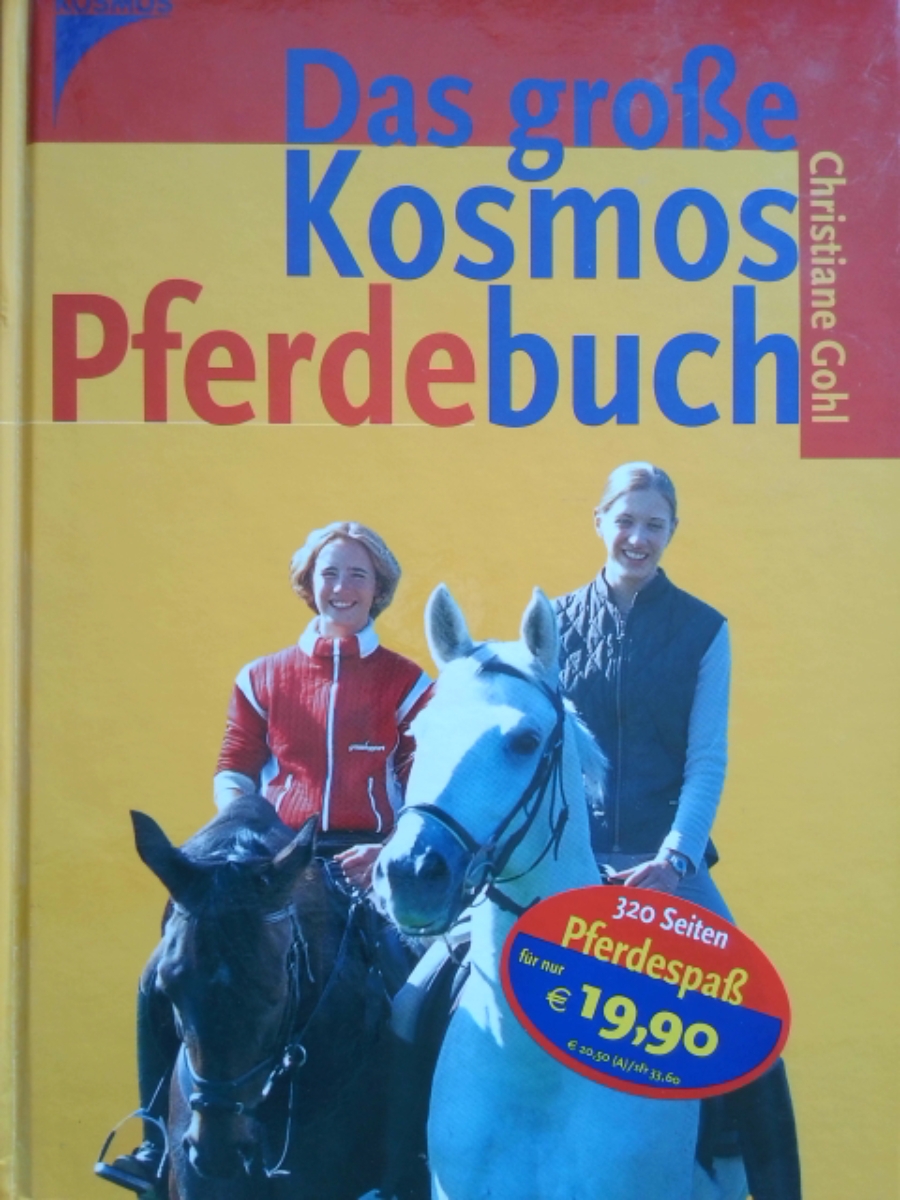 KOSMOS
Das große
Kosmos
Pferdebuch
Christiane Gohl
320 Seiten
Pferdespaß
für nur
€ 19,90
€ 20,50 (A)/sFr 33,60